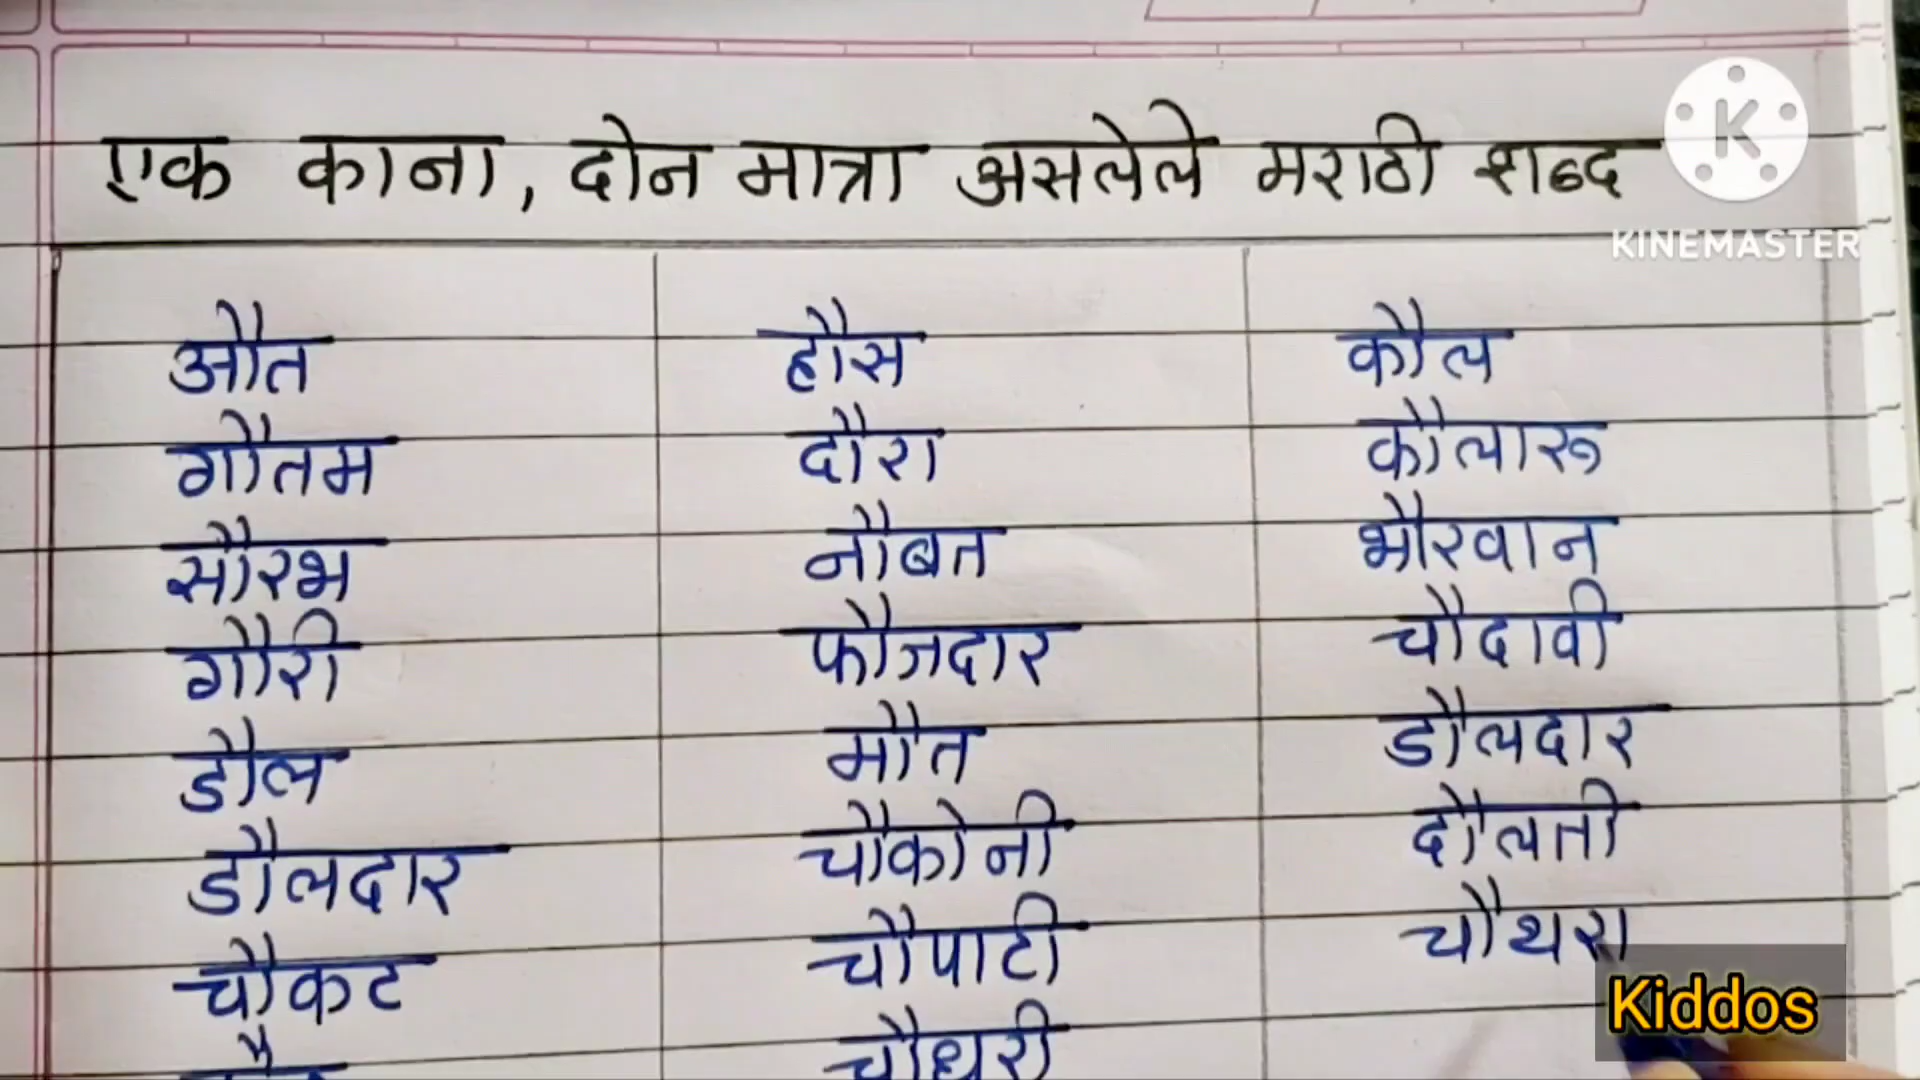 एक काना, दोन मात्रा असलेले मराठी शब्द
KINEMASTER
औत हौस कौल
गौतम दौरा कौलारू
सौरभ नौबत भौरवान
गौरी फौजदार चौदावी
डौल मौत डौलदार
डौलदार चौकोनी दौलती
चौकट चौपाटी चौथरा
चौधरी
Kiddos